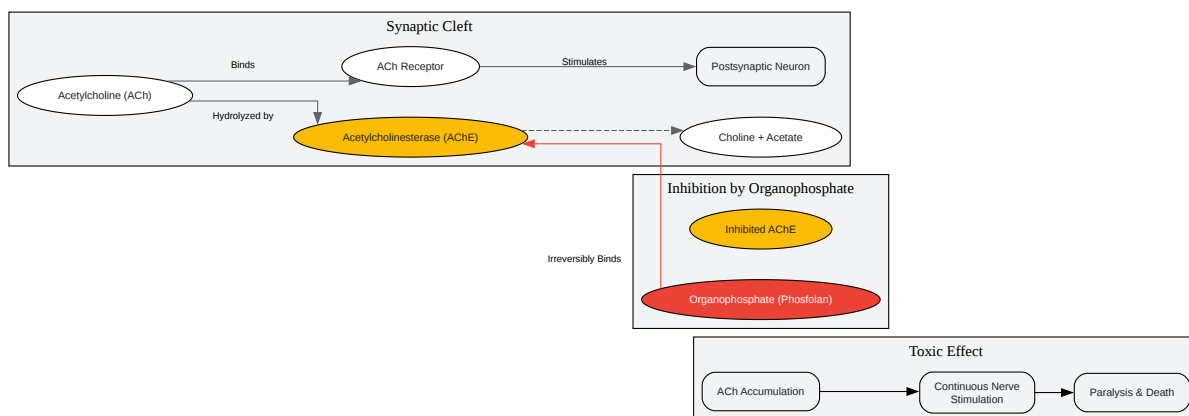 Synaptic Cleft
Binds
ACh Receptor
Stimulates
Postsynaptic Neuron
Acetylcholine (ACh)
Hydrolyzed by
Acetylcholinesterase (AChE)
Choline + Acetate
Inhibition by Organophosphate
Inhibited AChE
Irreversibly Binds
Organophosphate (Phosfolan)
Toxic Effect
ACh Accumulation
Continuous Nerve
Stimulation
Paralysis & Death